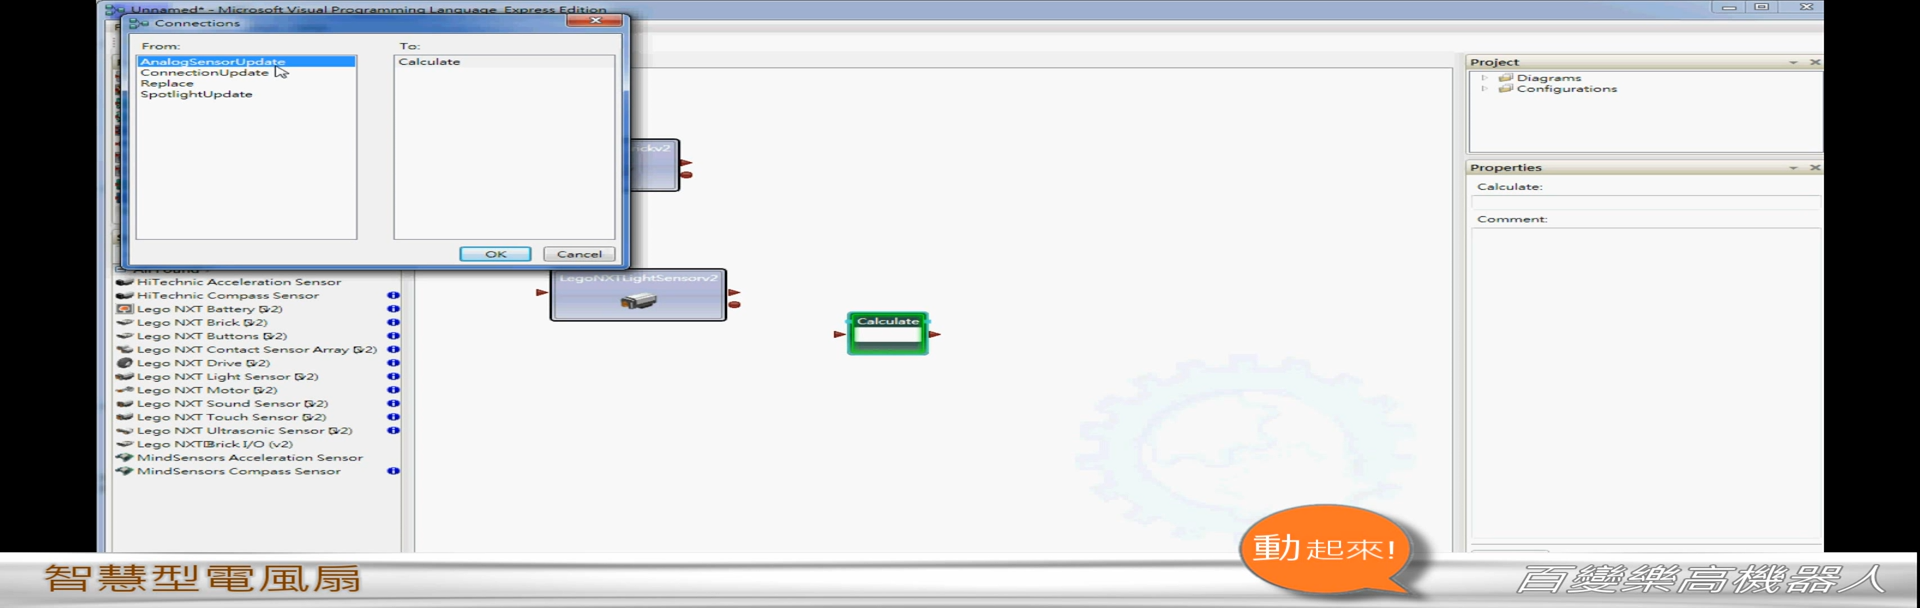 Unnamed* - Microsoft Visual Programming Language Express Edition
Connections
From:
AnalogSensorUpdate
ConnectionUpdate
Replace
SpotlightUpdate
To:
Calculate
OK
Cancel
rickv2
LegoNXTLightSensorv2
Calculate
HiTechnic Acceleration Sensor
HiTechnic Compass Sensor
Lego NXT Battery (v2)
Lego NXT Brick (v2)
Lego NXT Buttons (v2)
Lego NXT Contact Sensor Array (v2)
Lego NXT Drive (v2)
Lego NXT Light Sensor (v2)
Lego NXT Motor (v2)
Lego NXT Sound Sensor (v2)
Lego NXT Touch Sensor (v2)
Lego NXT Ultrasonic Sensor (v2)
Lego NXT Brick I/O (v2)
MindSensors Acceleration Sensor
MindSensors Compass Sensor
Project
Diagrams
Configurations
Properties
Calculate:
Comment:
動起來!
智慧型電風扇
百變樂高機器人